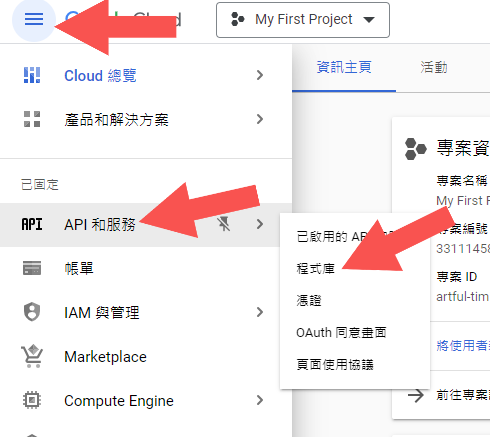 My First Project
Cloud 總覽
產品和解決方案
資訊主頁
活動
已固定
API
API 和服務
帳單
IAM 與管理
Marketplace
Compute Engine
已啟用的 API
程式庫
憑證
OAuth 同意畫面
頁面使用協議
專案資
專案名稱
My First P
專案編號
33111458
專案 ID
artful-tim
將使用者
前往專案